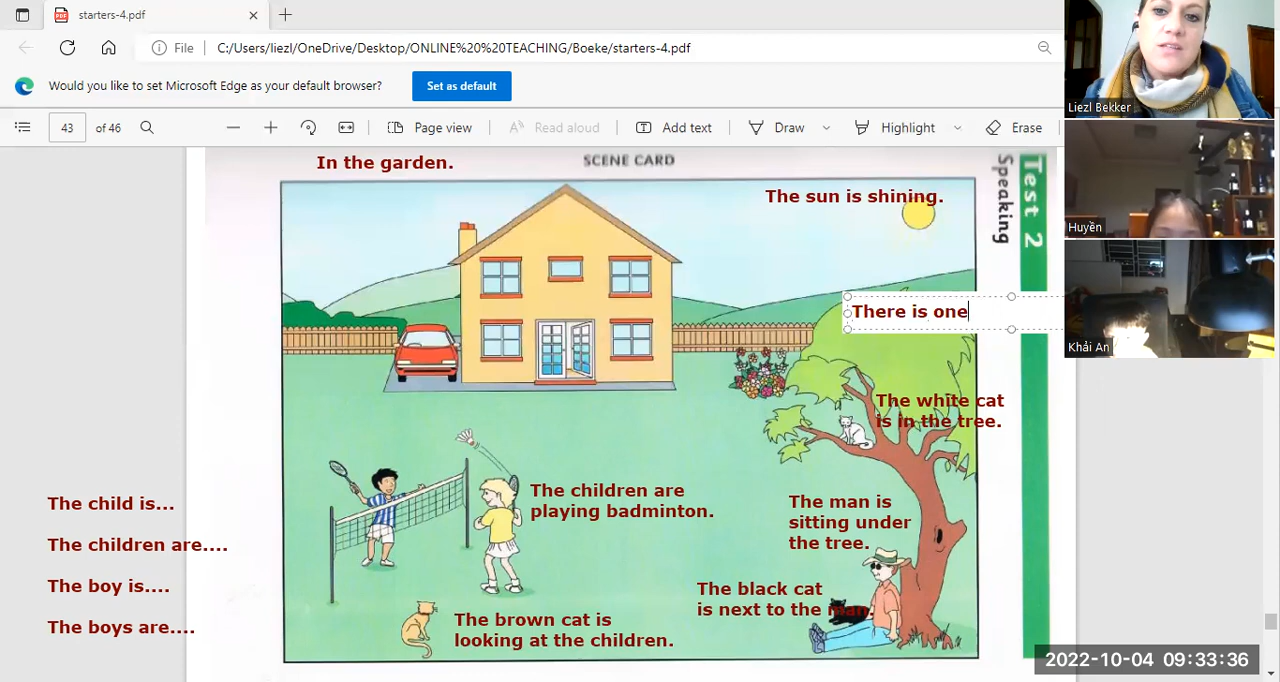 starters-4.pdf
File
C:/Users/liezl/OneDrive/Desktop/ONLINE%20%20TEACHING/Boeke/starters-4.pdf
Would you like to set Microsoft Edge as your default browser?
Set as default
43
of 46
Page view
Read aloud
Add text
Draw
Highlight
Erase
In the garden.
SCENE CARD
Test 2
Speaking
The sun is shining.
There is one
The white cat
is in the tree.
The child is...
The children are....
The boy is....
The boys are....
The children are
playing badminton.
The man is
sitting under
the tree.
The black cat
is next to the man.
The brown cat is
looking at the children.
Liezl Bekker
Huyền
Khải An
2022-10-04 09:33:36